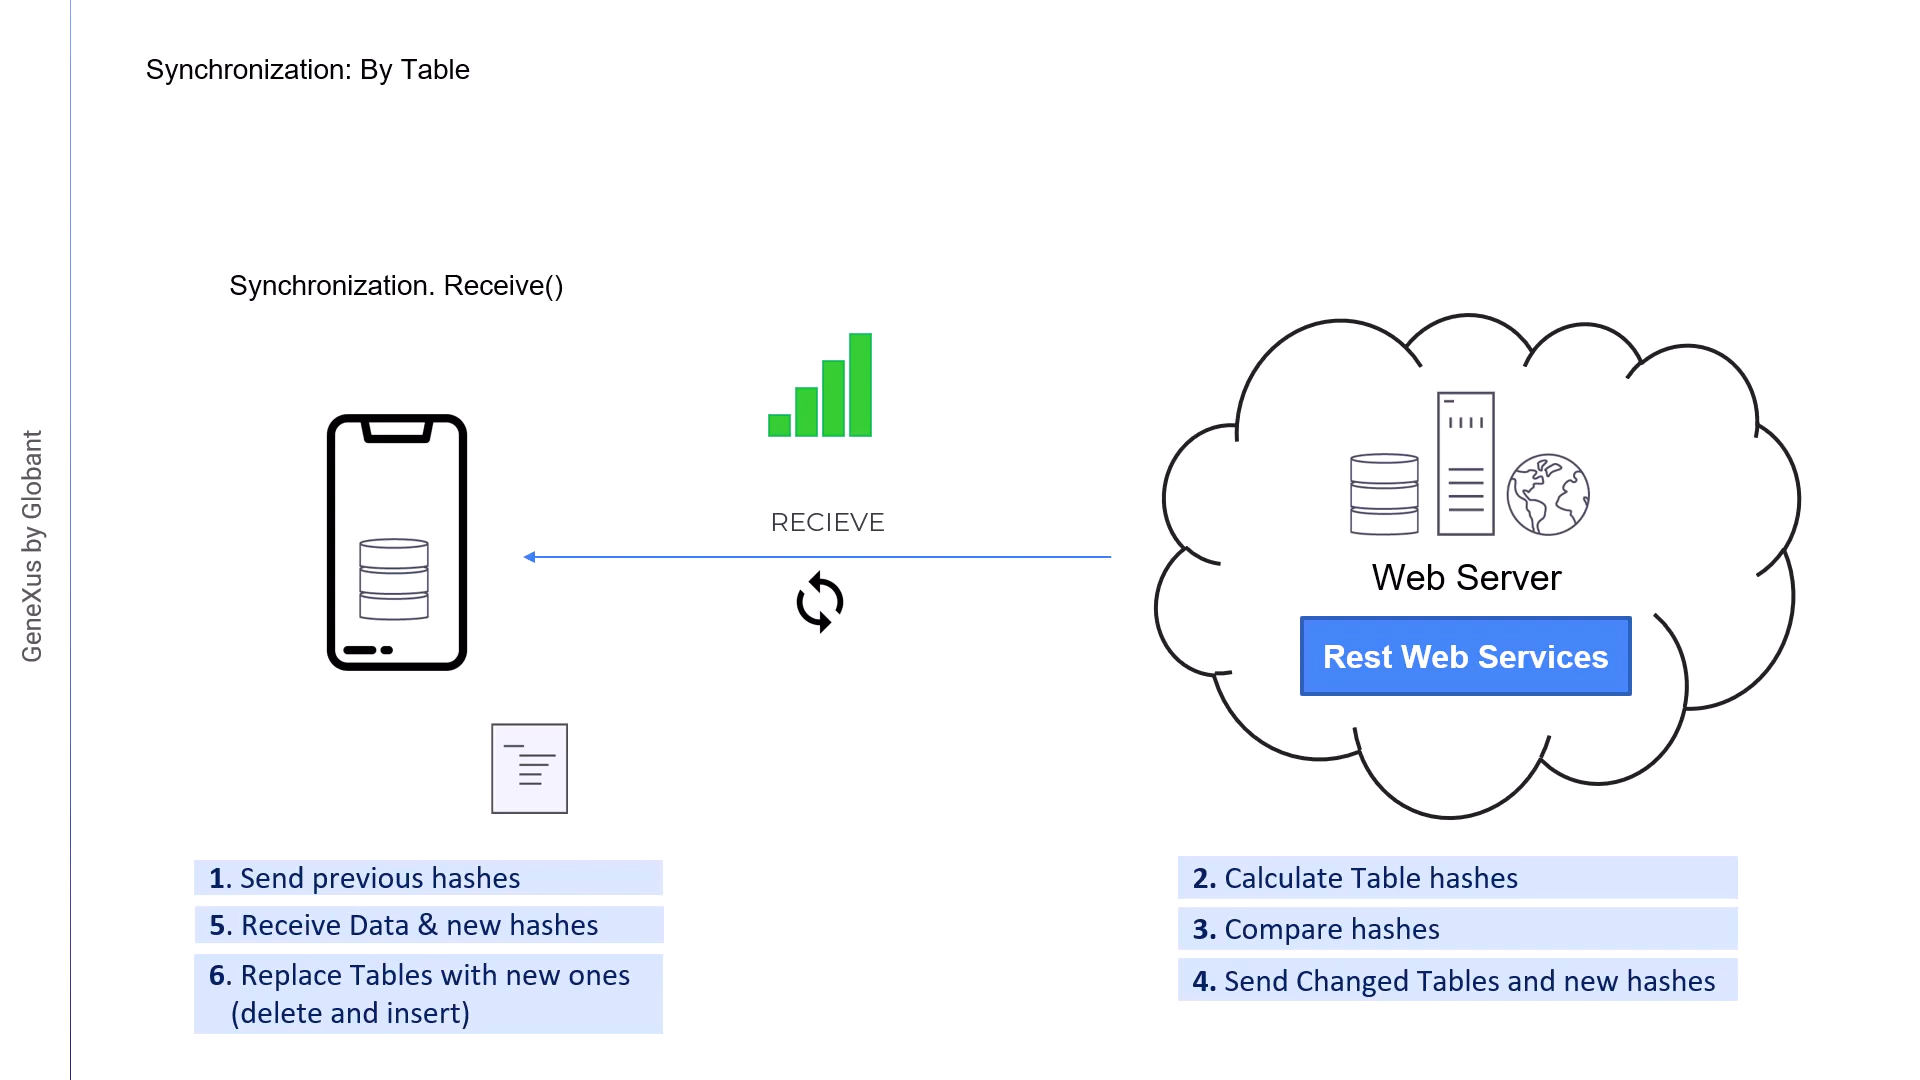 Synchronization: By Table
Synchronization. Receive()
RECIEVE
Web Server
Rest Web Services
GeneXus by Globant
1. Send previous hashes
5. Receive Data & new hashes
6. Replace Tables with new ones
(delete and insert)
2. Calculate Table hashes
3. Compare hashes
4. Send Changed Tables and new hashes